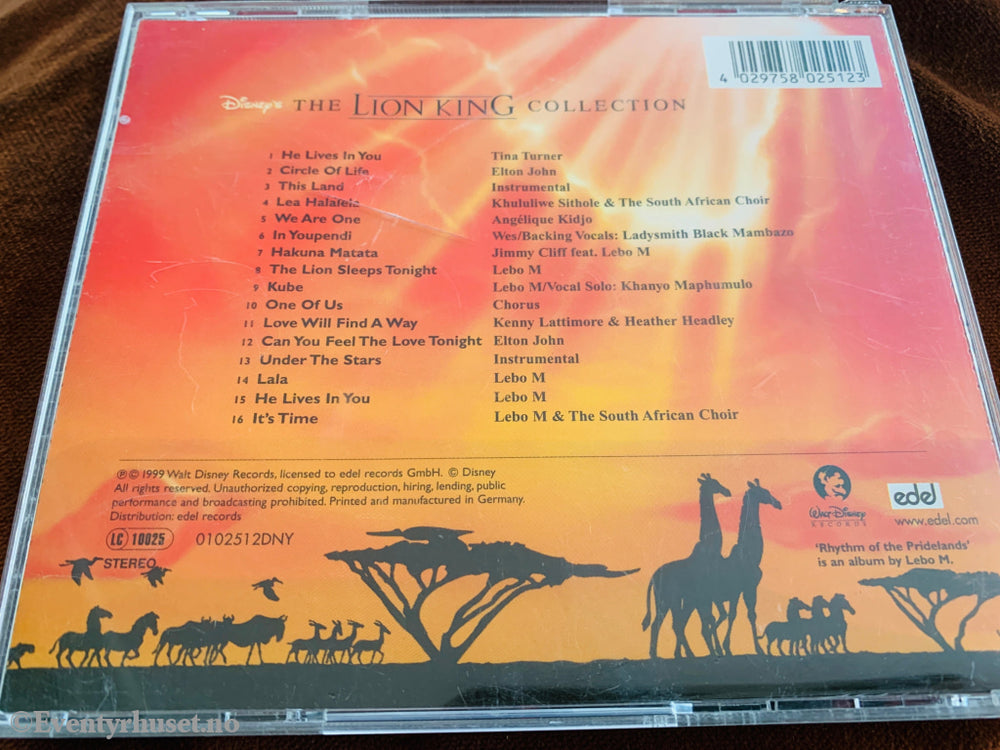 4 029758 025123
Disney's THE LION KING COLLECTION
1 He Lives In You Tina Turner
2 Circle Of Life Elton John
3 This Land Instrumental
4 Lea Halalela Khululiwe Sithole & The South African Choir
5 We Are One Angélique Kidjo
6 In Youpendi Wes/Backing Vocals: Ladysmith Black Mambazo
7 Hakuna Matata Jimmy Cliff feat. Lebo M
8 The Lion Sleeps Tonight Lebo M
9 Kube Lebo M/Vocal Solo: Khanyo Maphumulo
10 One Of Us Chorus
11 Love Will Find A Way Kenny Lattimore & Heather Headley
12 Can You Feel The Love Tonight Elton John
13 Under The Stars Instrumental
14 Lala Lebo M
15 He Lives In You Lebo M
16 It's Time Lebo M & The South African Choir
℗ © 1999 Walt Disney Records, licensed to edel records GmbH. © Disney
All rights reserved. Unauthorized copying, reproduction, hiring, lending, public
performance and broadcasting prohibited. Printed and manufactured in Germany.
Distribution: edel records
LC 10025 0102512DNY
STEREO
Walt Disney
RECORDS
edel
www.edel.com
'Rhythm of the Pridelands'
is an album by Lebo M.
©Eventyrhuset.no